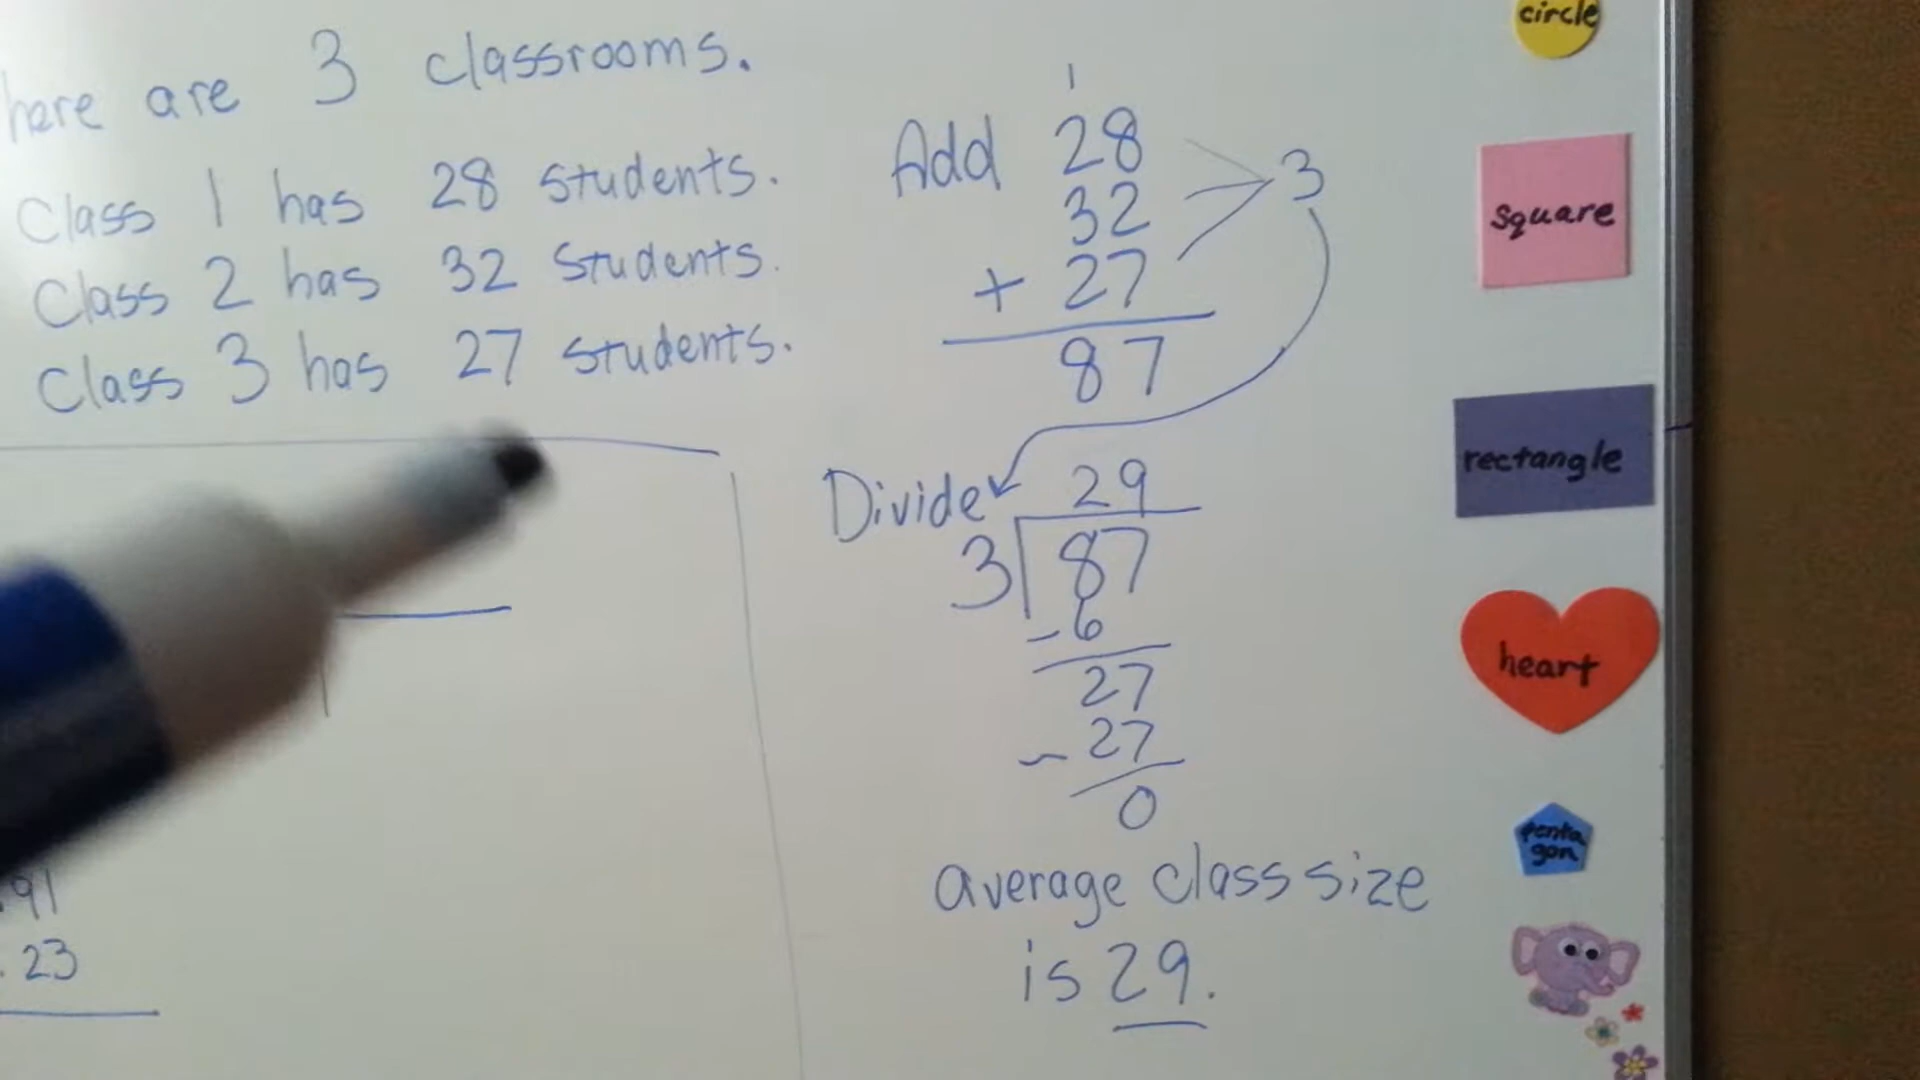 here are 3 classrooms.
Class 1 has 28 students.
Class 2 has 32 students.
Class 3 has 27 students.
91
. 23
1
Add 28
32
+ 27
3
87
Divide 29
3 87
- 6
27
- 27
0
average class size
is 29.
circle
square
rectangle
heart
penta
gon